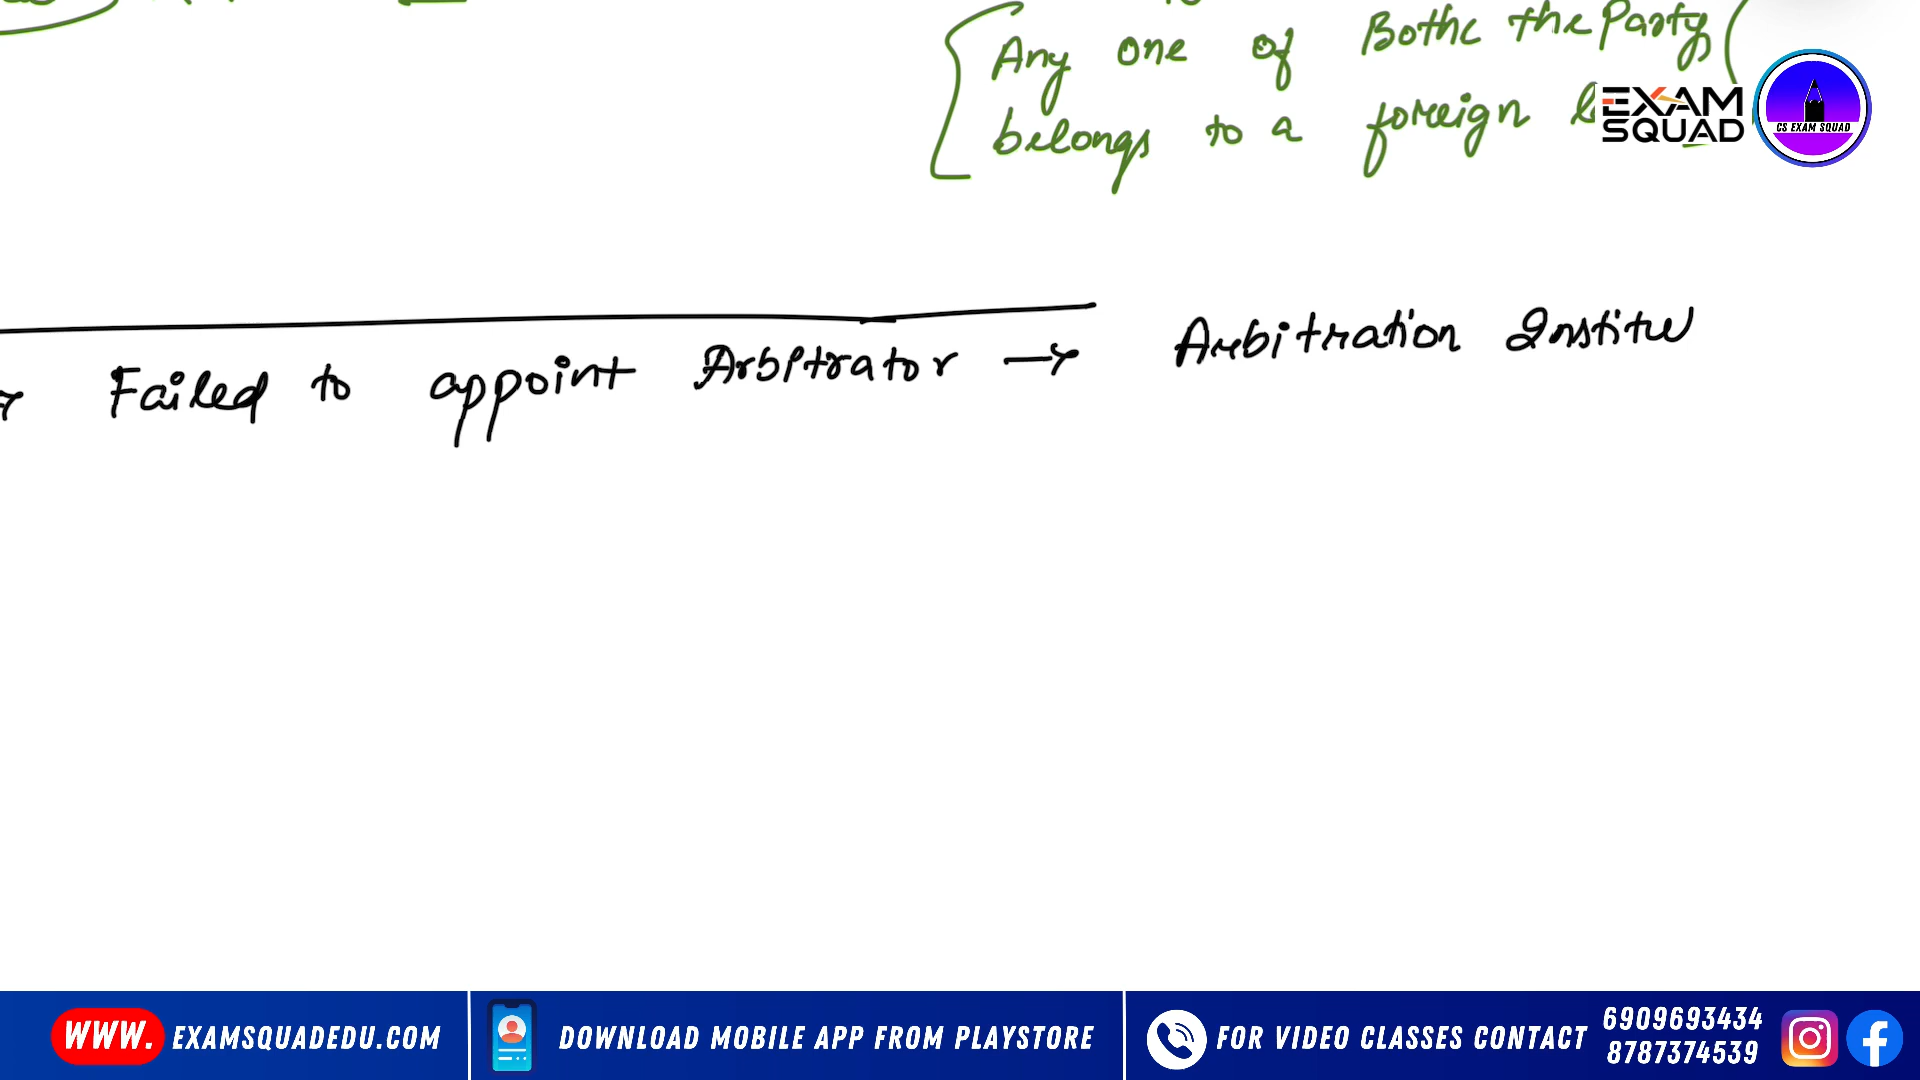 Any one of Bothe the Party (
belongs to a foreign
EXAM
SQUAD
CS EXAM SQUAD
Failed to appoint Arbitrator → Arbitration Institu
WWW. EXAMSQUADEDU.COM
DOWNLOAD MOBILE APP FROM PLAYSTORE
FOR VIDEO CLASSES CONTACT
6909693434
8787374539